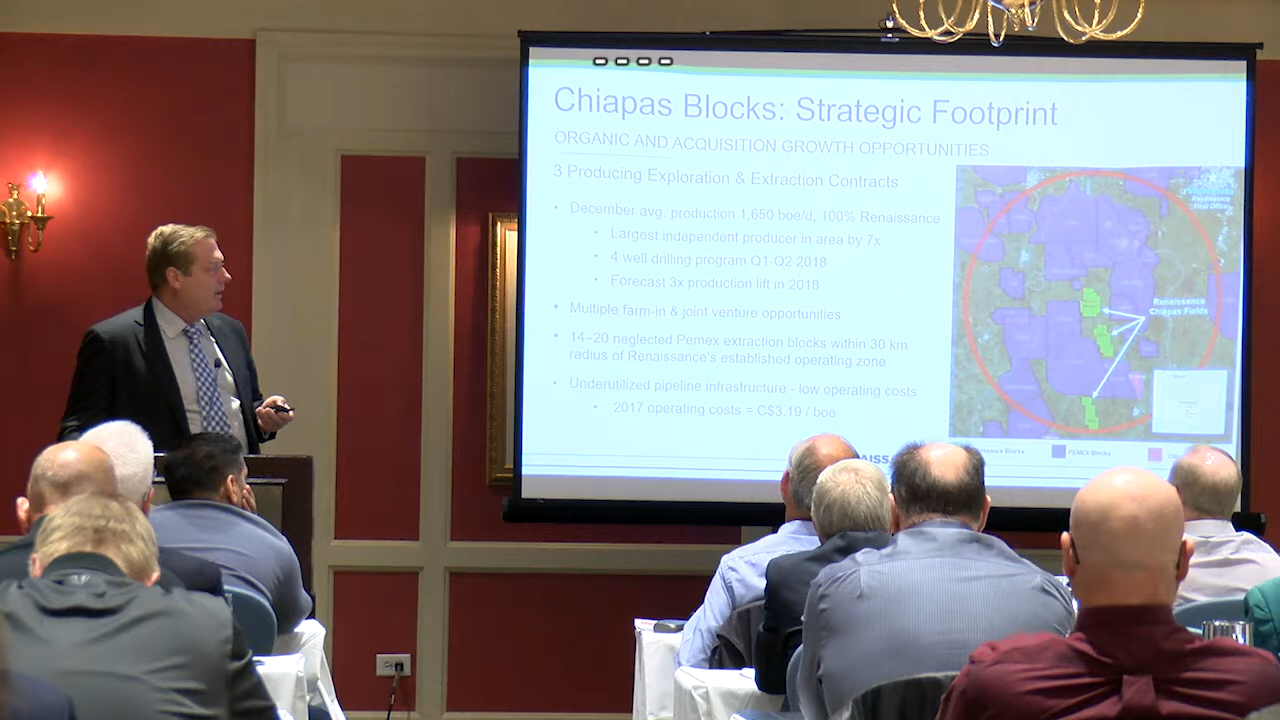 Chiapas Blocks: Strategic Footprint
ORGANIC AND ACQUISITION GROWTH OPPORTUNITIES
3 Producing Exploration & Extraction Contracts
• December avg. production 1,650 boe/d, 100% Renaissance
• Largest independent producer in area by 7x
• 4 well drilling program Q1-Q2 2018
• Forecast 3x production lift in 2018
• Multiple farm-in & joint venture opportunities
• 14–20 neglected Pemex extraction blocks within 30 km
radius of Renaissance's established operating zone
• Underutilized pipeline infrastructure - low operating costs
• 2017 operating costs = C$3.19 / boe
Renaissance
Field Office
Renaissance
Chiapas Fields
Blocks
PEMEX Blocks